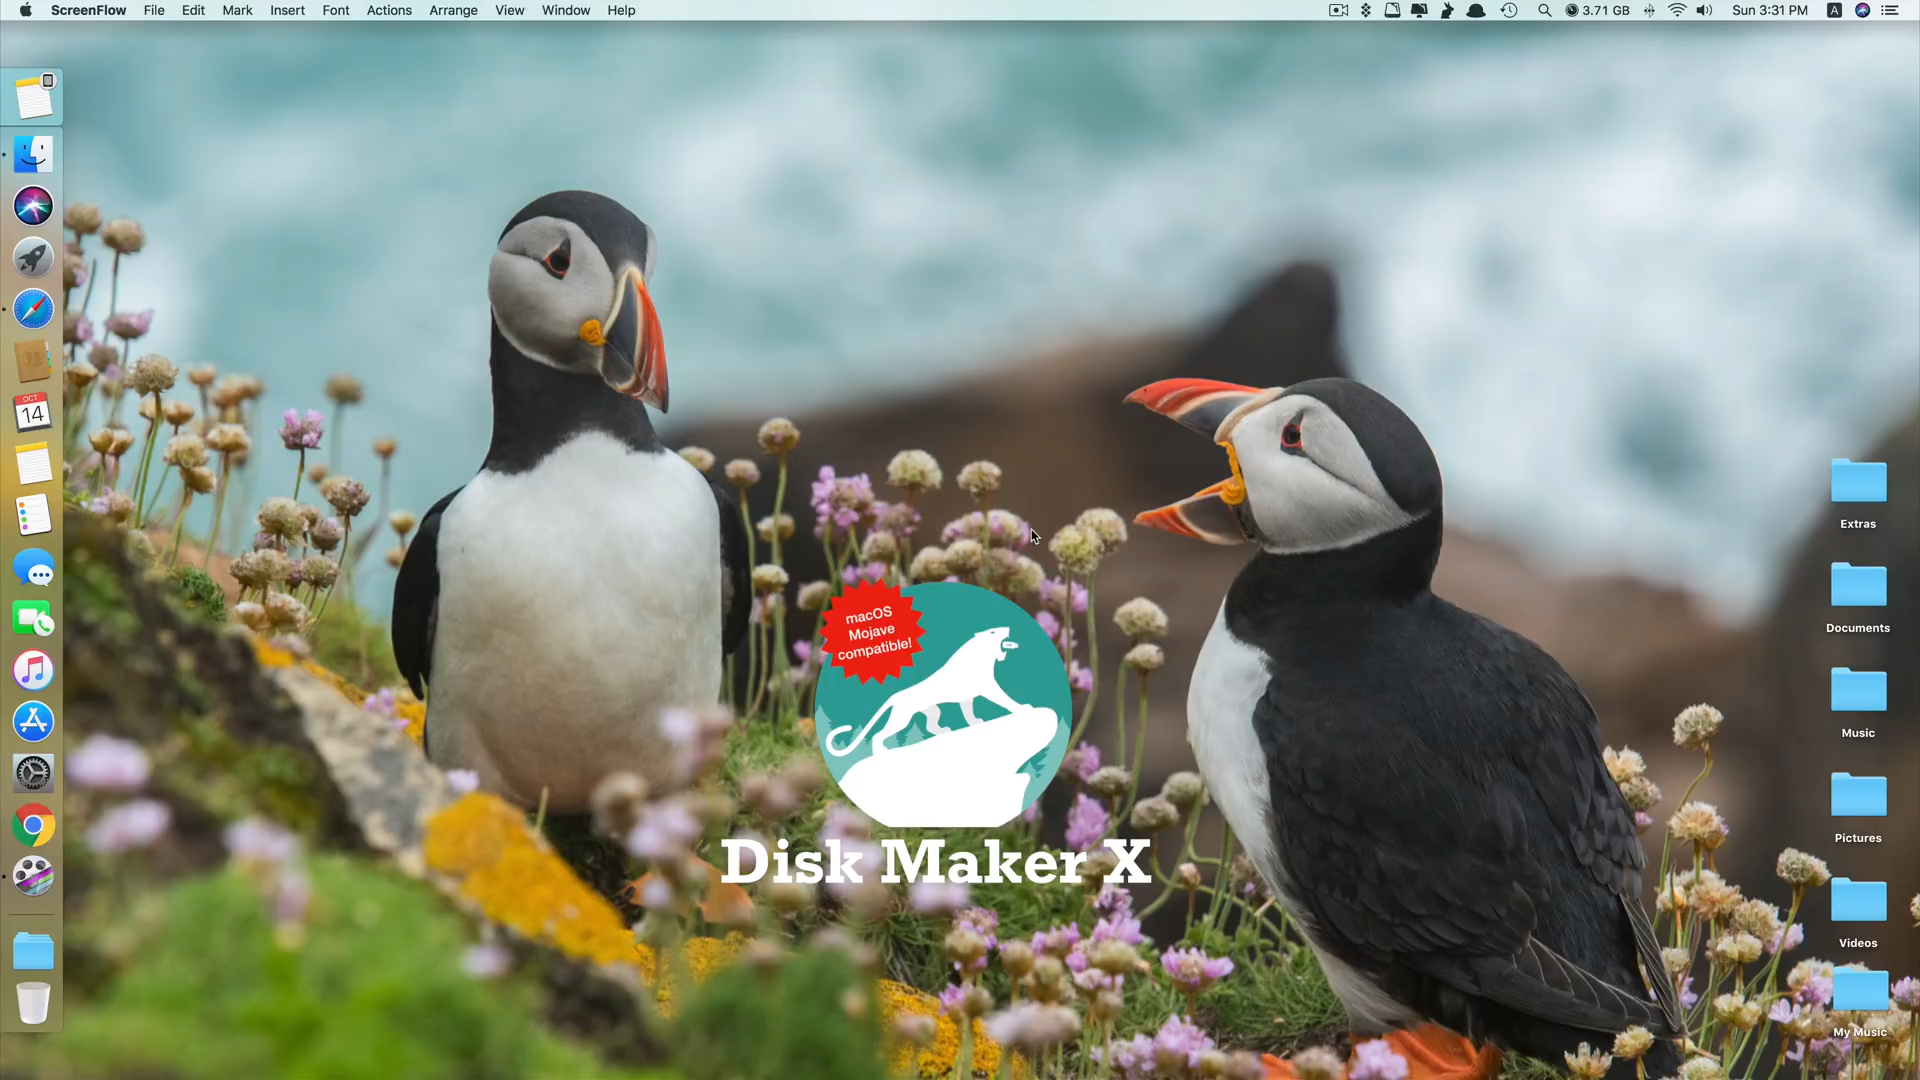 ScreenFlow File Edit Mark Insert Font Actions Arrange View Window Help 3.71 GB Sun 3:31 PM A
OCT
14
Extras
macOS
Mojave
compatible!
Documents
Music
Pictures
Disk Maker X
Videos
My Music